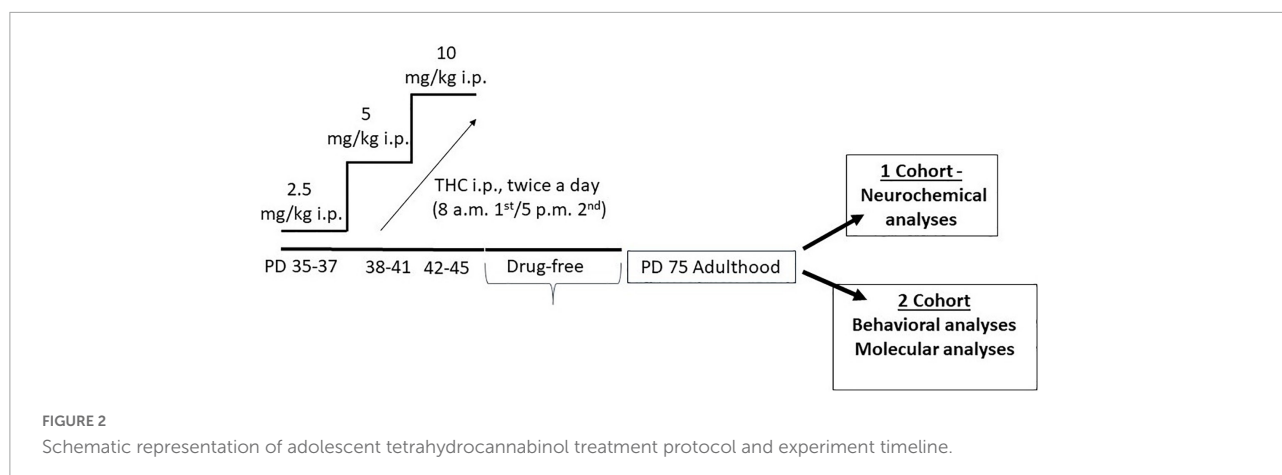 10
mg/kg i.p.
5
mg/kg i.p.
2.5
mg/kg i.p.
THC i.p., twice a day
(8 a.m. 1st/5 p.m. 2nd)
PD 35-37 38-41 42-45 Drug-free PD 75 Adulthood
1 Cohort -
Neurochemical
analyses
2 Cohort
Behavioral analyses
Molecular analyses
FIGURE 2
Schematic representation of adolescent tetrahydrocannabinol treatment protocol and experiment timeline.